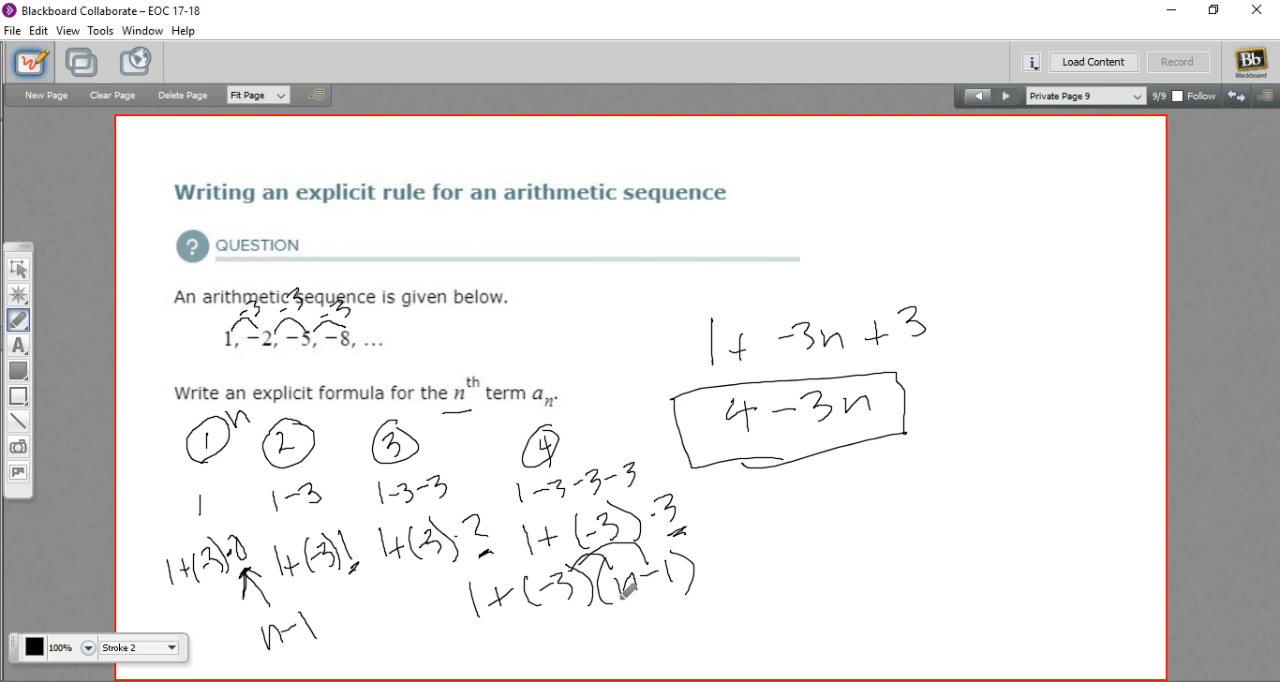 Blackboard Collaborate – EOC 17-18
File Edit View Tools Window Help
Load Content Record Bb Blackboard
New Page Clear Page Delete Page Fit Page Private Page 9 9/9 Follow
Writing an explicit rule for an arithmetic sequence
? QUESTION
An arithmetic sequence is given below.
-3 -3 -3
1, −2, −5, −8, ...
Write an explicit formula for the nth term an.
1 n 2 3 4
1 1-3 1-3-3 1-3-3-3
1+(-3)·0 1+(-3)1 1+(-3)·2 1+(-3)·3
1+(-3)(n-1)
n-1
1+ -3n +3
4-3n
A
100% Stroke 2